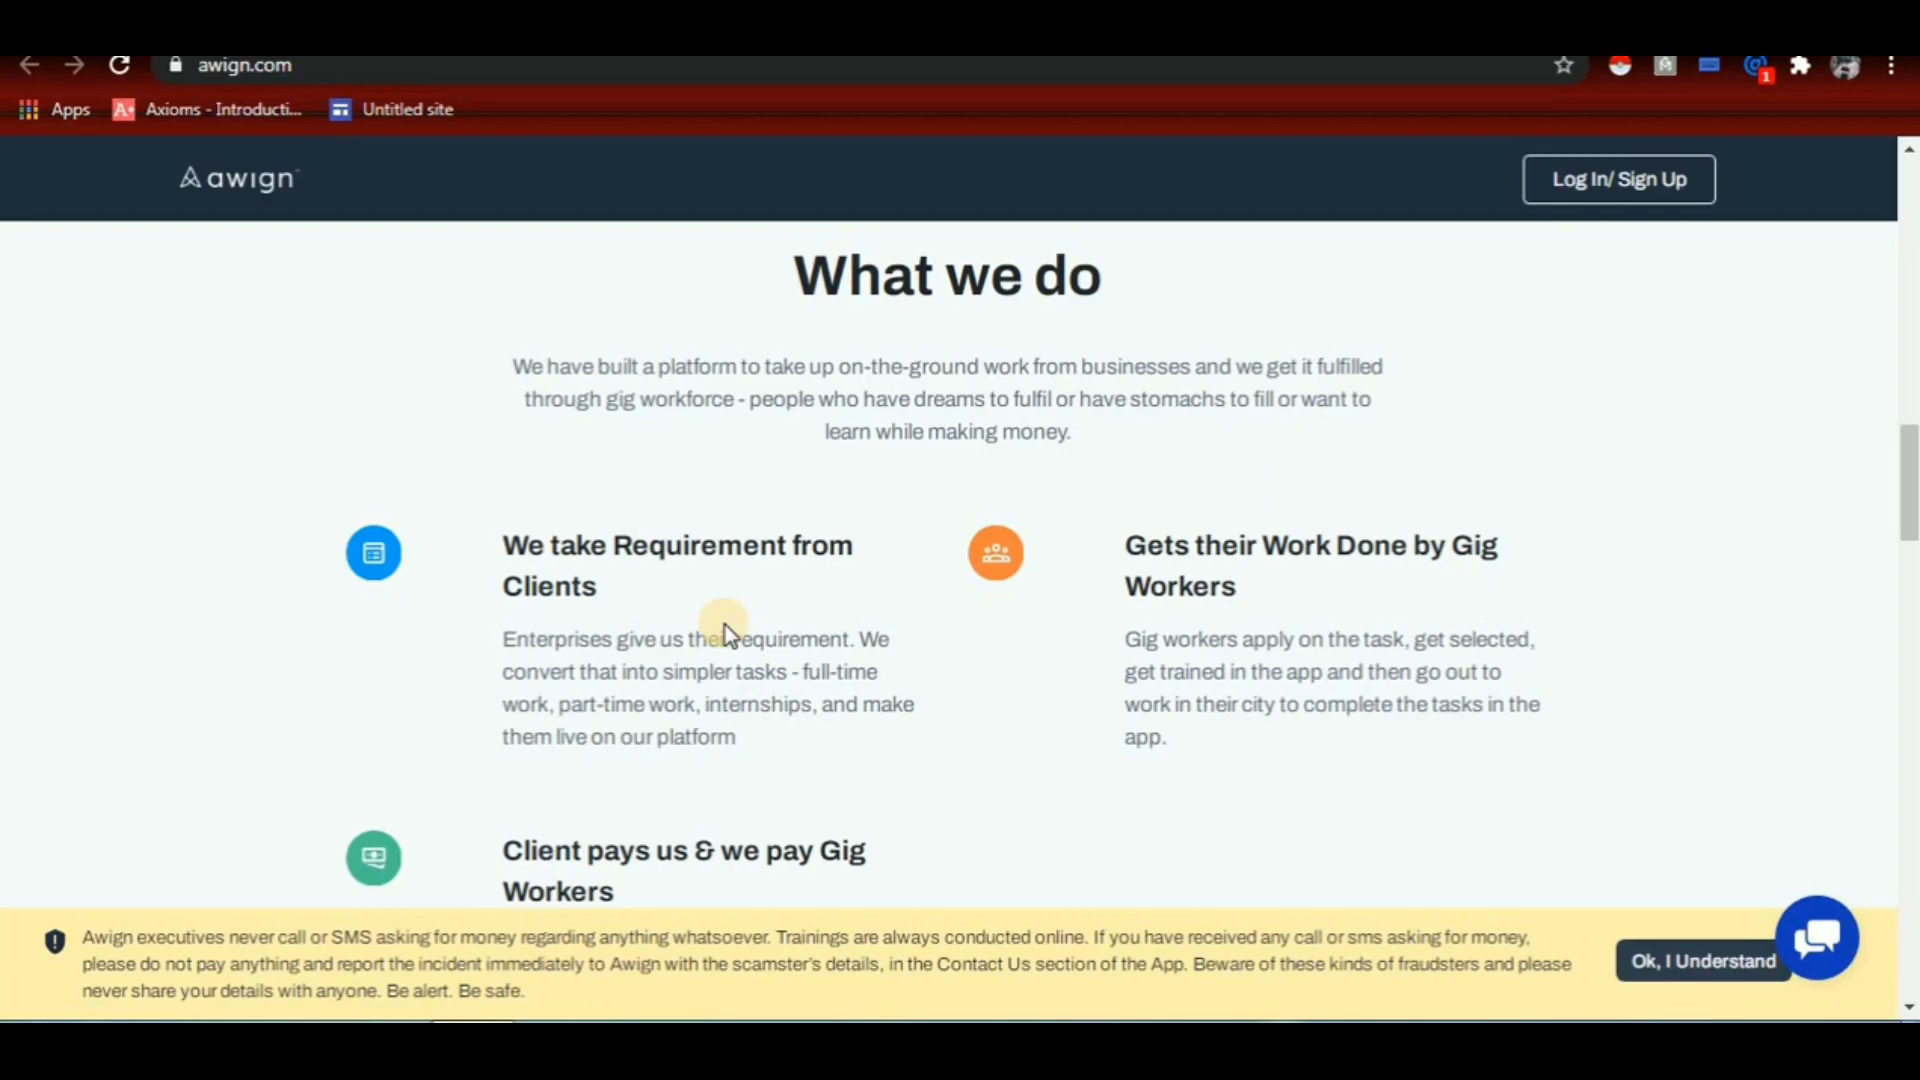 awign.com
1
Apps
Axioms - Introducti...
Untitled site
awign
Log In/ Sign Up
What we do
We have built a platform to take up on-the-ground work from businesses and we get it fulfilled
through gig workforce - people who have dreams to fulfil or have stomachs to fill or want to
learn while making money.
We take Requirement from
Clients
Enterprises give us their requirement. We
convert that into simpler tasks - full-time
work, part-time work, internships, and make
them live on our platform
Gets their Work Done by Gig
Workers
Gig workers apply on the task, get selected,
get trained in the app and then go out to
work in their city to complete the tasks in the
app.
Client pays us & we pay Gig
Workers
Awign executives never call or SMS asking for money regarding anything whatsoever. Trainings are always conducted online. If you have received any call or sms asking for money,
please do not pay anything and report the incident immediately to Awign with the scamster's details, in the Contact Us section of the App. Beware of these kinds of fraudsters and please
never share your details with anyone. Be alert. Be safe.
Ok, I Understand